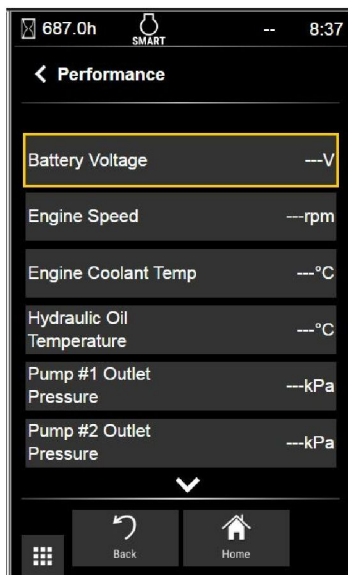 687.0h SMART -- 8:37
Performance
Battery Voltage ---V
Engine Speed ---rpm
Engine Coolant Temp ---°C
Hydraulic Oil
Temperature ---°C
Pump #1 Outlet
Pressure ---kPa
Pump #2 Outlet
Pressure ---kPa
Back Home